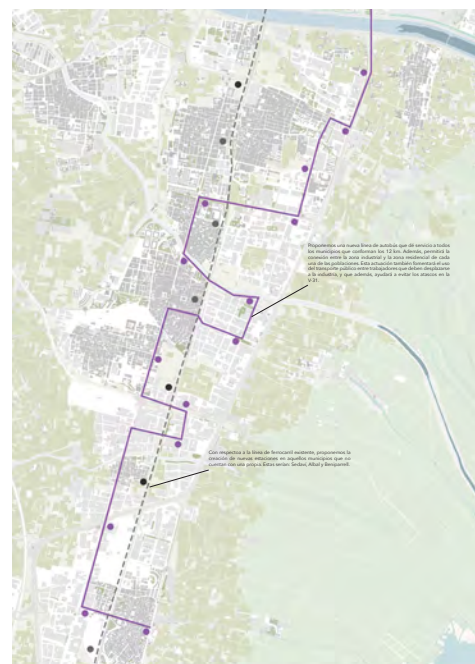 Proponemos una nueva línea de autobús que dé servicio a todos
los municipios que conforman los 12 km. Además, permitirá la
conexión entre la zona industrial y la zona residencial de cada
una de las poblaciones. Esta actuación también fomentará el uso
del transporte público entre trabajadores que deben desplazarse
a la industria, y que además, ayudará a evitar los atascos en la
V-31.
Con respectoa a la línea de ferrocarril existente, proponemos la
creación de nuevas estaciones en aquellos municipios que no
cuentan con una propia. Estas serían: Sedaví, Albal y Beniparrell.